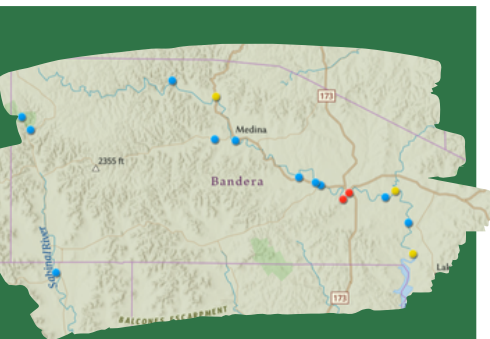 173
Medina
2355 ft
Bandera
Sabinal River
Lak
173
BALCONES ESCARPMENT